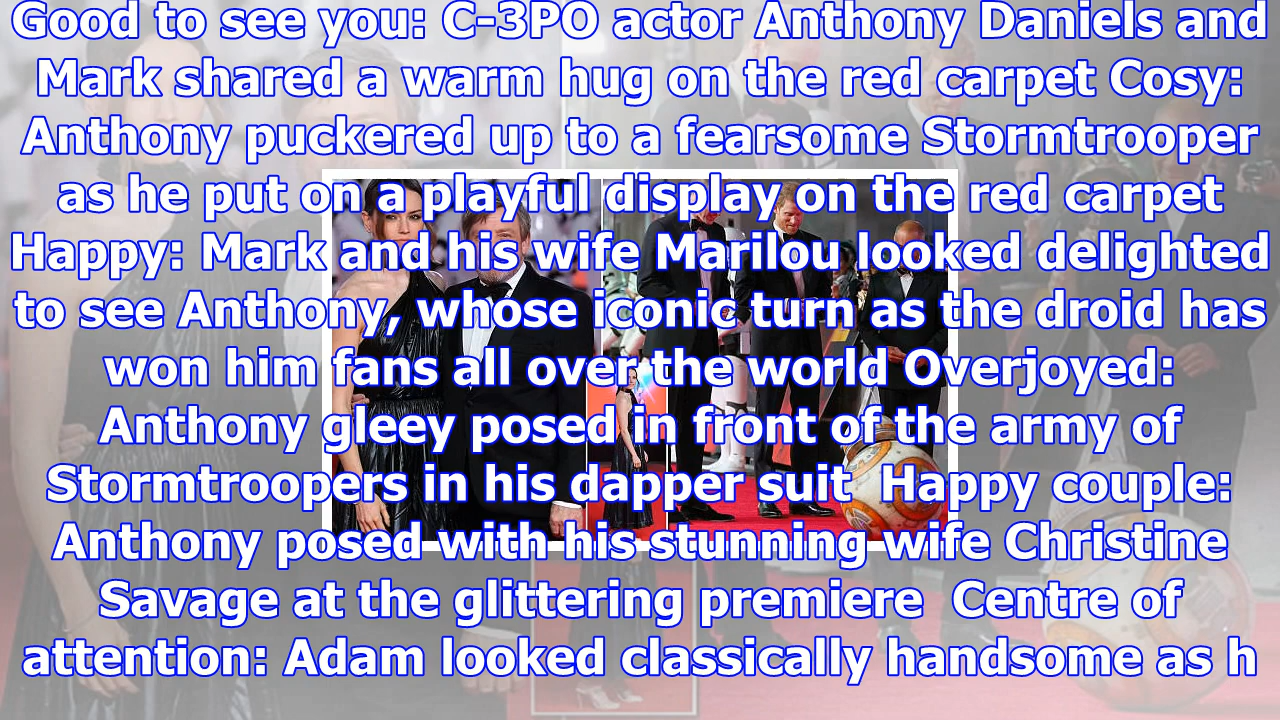 Good to see you: C-3PO actor Anthony Daniels and
Mark shared a warm hug on the red carpet Cosy:
Anthony puckered up to a fearsome Stormtrooper
as he put on a playful display on the red carpet
Happy: Mark and his wife Marilou looked delighted
to see Anthony, whose iconic turn as the droid has
won him fans all over the world Overjoyed:
Anthony gleey posed in front of the army of
Stormtroopers in his dapper suit  Happy couple:
Anthony posed with his stunning wife Christine
Savage at the glittering premiere  Centre of
attention: Adam looked classically handsome as h